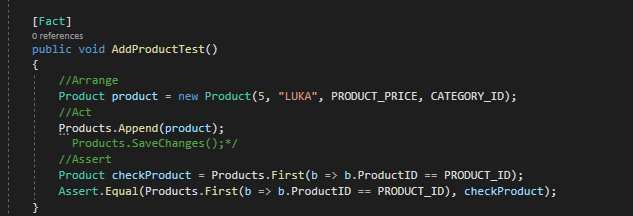 [Fact]
0 references
public void AddProductTest()
{
//Arrange
Product product = new Product(5, "LUKA", PRODUCT_PRICE, CATEGORY_ID);
//Act
Products.Append(product);
Products.SaveChanges();*/
//Assert
Product checkProduct = Products.First(b => b.ProductID == PRODUCT_ID);
Assert.Equal(Products.First(b => b.ProductID == PRODUCT_ID), checkProduct);
}